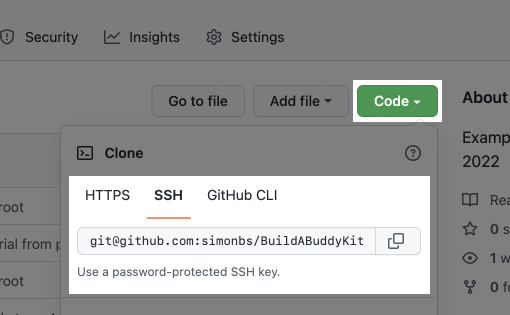 Security Insights Settings
Go to file Add file Code
About
Clone
Examp
2022
HTTPS SSH GitHub CLI
root
Rea
git@github.com:simonbs/BuildABuddyKit
0 s
rial from p
1 w
Use a password-protected SSH key.
root
0 fo